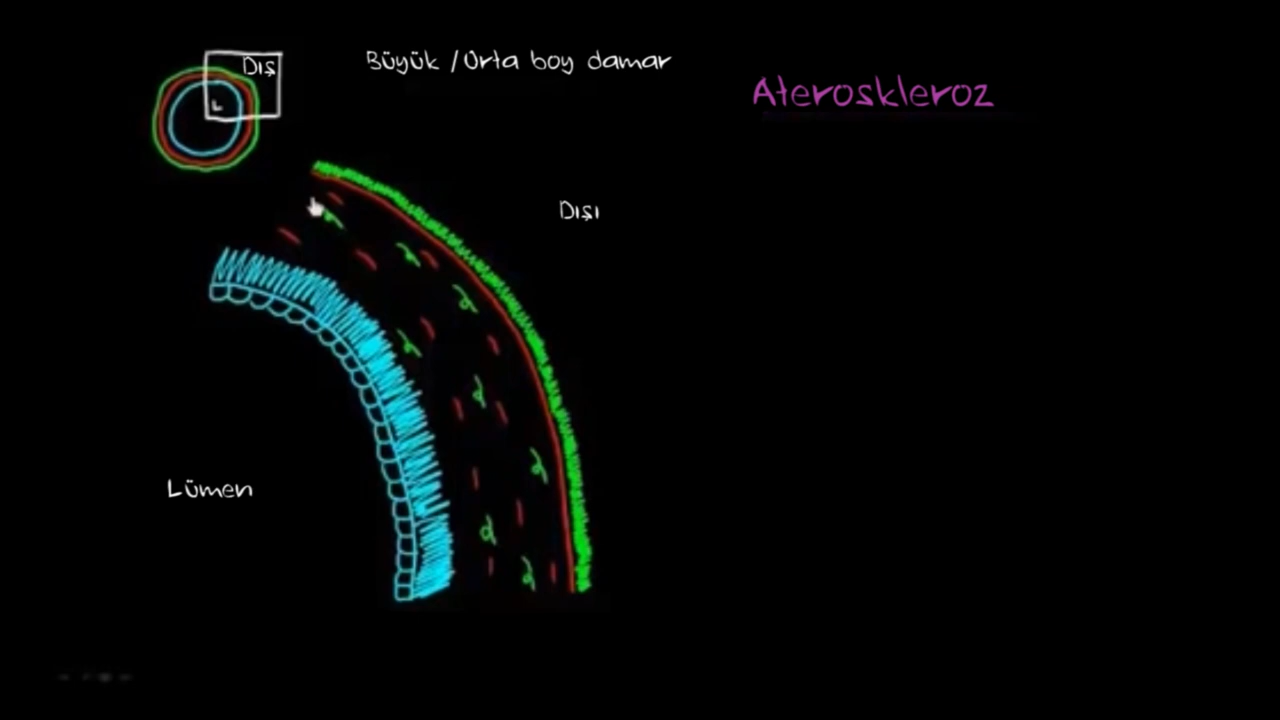 Dış
L
Büyük / Orta boy damar
Ateroskleroz
Dışı
Lümen